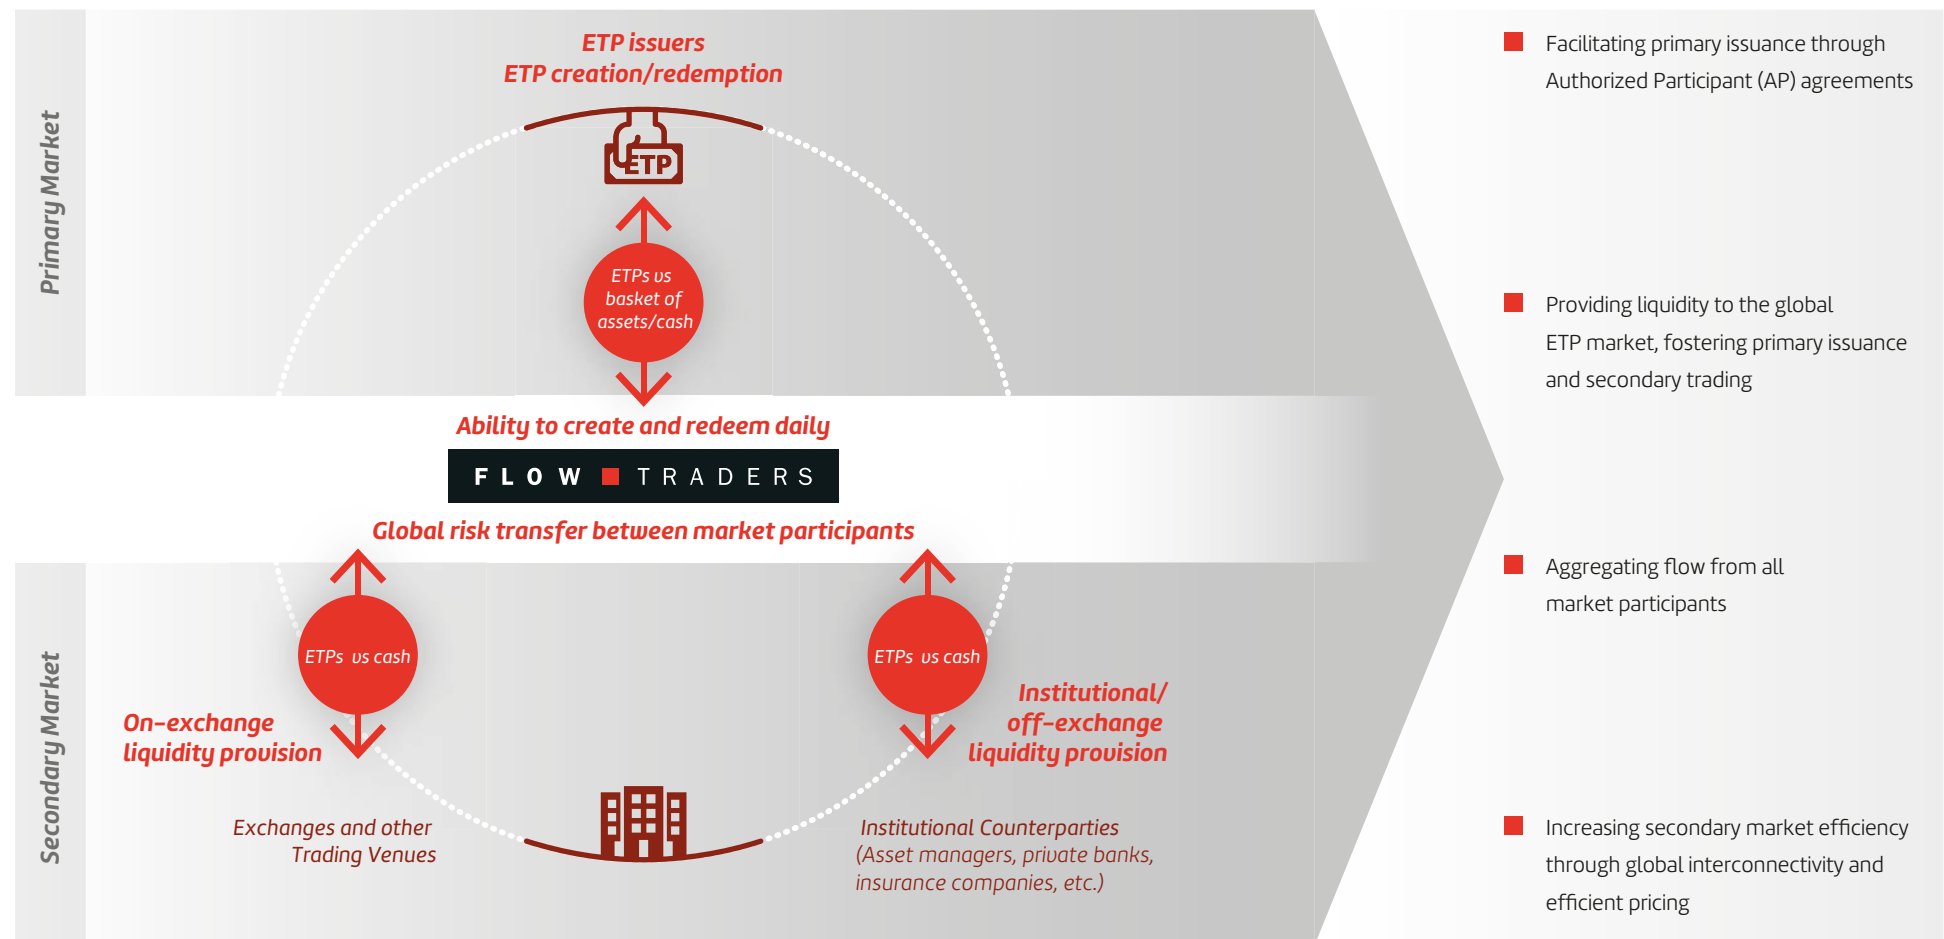 Primary Market
ETP issuers
ETP creation/redemption
ETP
ETPs vs
basket of
assets/cash
Ability to create and redeem daily
FLOW TRADERS
Global risk transfer between market participants
Secondary Market
ETPs vs cash
ETPs vs cash
On-exchange
liquidity provision
Institutional/
off-exchange
liquidity provision
Exchanges and other
Trading Venues
Institutional Counterparties
(Asset managers, private banks,
insurance companies, etc.)
Facilitating primary issuance through
Authorized Participant (AP) agreements
Providing liquidity to the global
ETP market, fostering primary issuance
and secondary trading
Aggregating flow from all
market participants
Increasing secondary market efficiency
through global interconnectivity and
efficient pricing